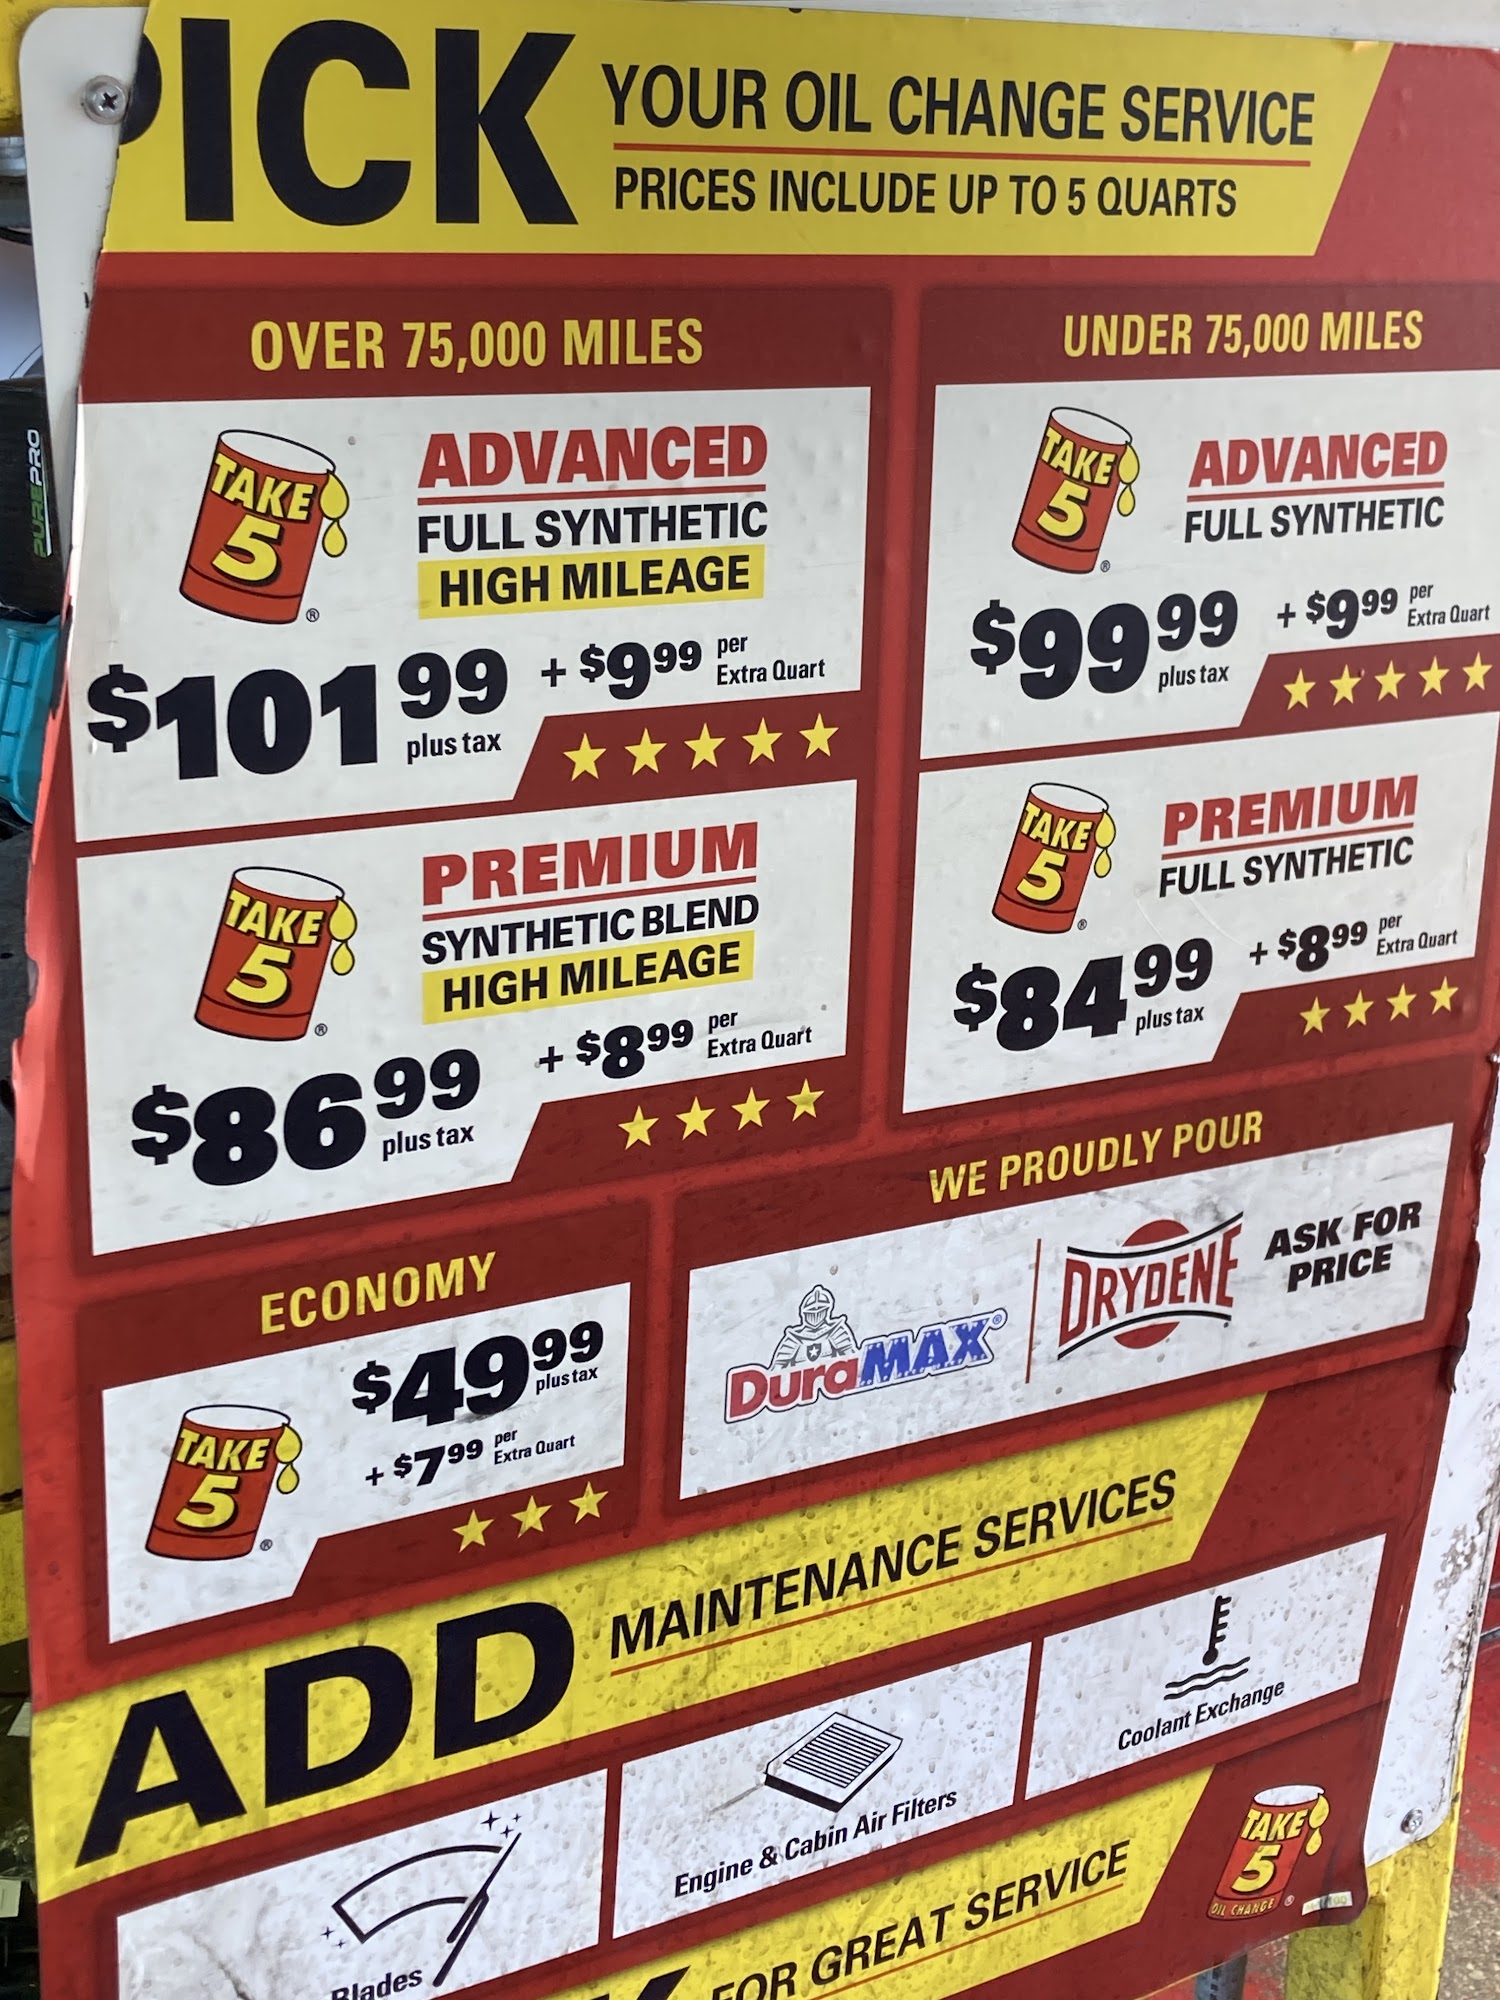 PICK
YOUR OIL CHANGE SERVICE
PRICES INCLUDE UP TO 5 QUARTS
OVER 75,000 MILES
TAKE
5
®
ADVANCED
FULL SYNTHETIC
HIGH MILEAGE
$101 99
plus tax
+ $9 99 per
Extra Quart
TAKE
5
®
PREMIUM
SYNTHETIC BLEND
HIGH MILEAGE
$86 99
plus tax
+ $8 99 per
Extra Quart
UNDER 75,000 MILES
TAKE
5
®
ADVANCED
FULL SYNTHETIC
$99 99
plus tax
+ $9 99 per
Extra Quart
TAKE
5
®
PREMIUM
FULL SYNTHETIC
$84 99
plus tax
+ $8 99 per
Extra Quart
ECONOMY
TAKE
5
®
$49 99
plus tax
+ $7 99 per
Extra Quart
WE PROUDLY POUR
DuraMAX®
DRYDENE
ASK FOR
PRICE
ADD
MAINTENANCE SERVICES
Blades
Engine & Cabin Air Filters
Coolant Exchange
FOR GREAT SERVICE
TAKE
5
OIL CHANGE
®
PUREPRO